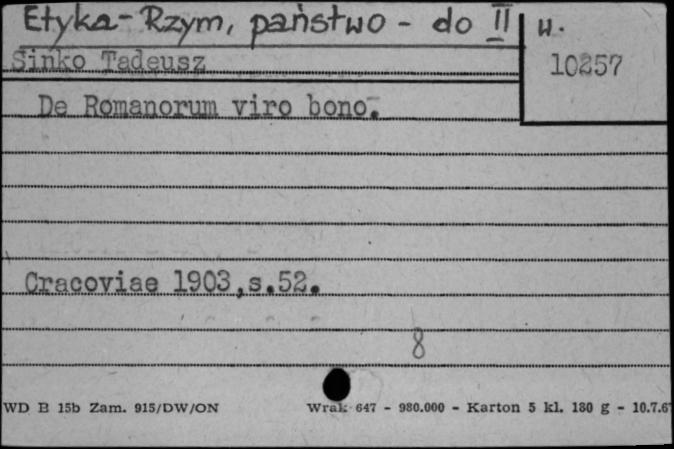 Etyka - Rzym, państwo - do II w.
Sinko Tadeusz
10257
De Romanorum viro bono.
Cracoviae 1903,s.52.
8
WD B 15b Zam. 915/DW/ON Wrak 647 - 980.000 - Karton 5 kl. 180 g - 10.7.67